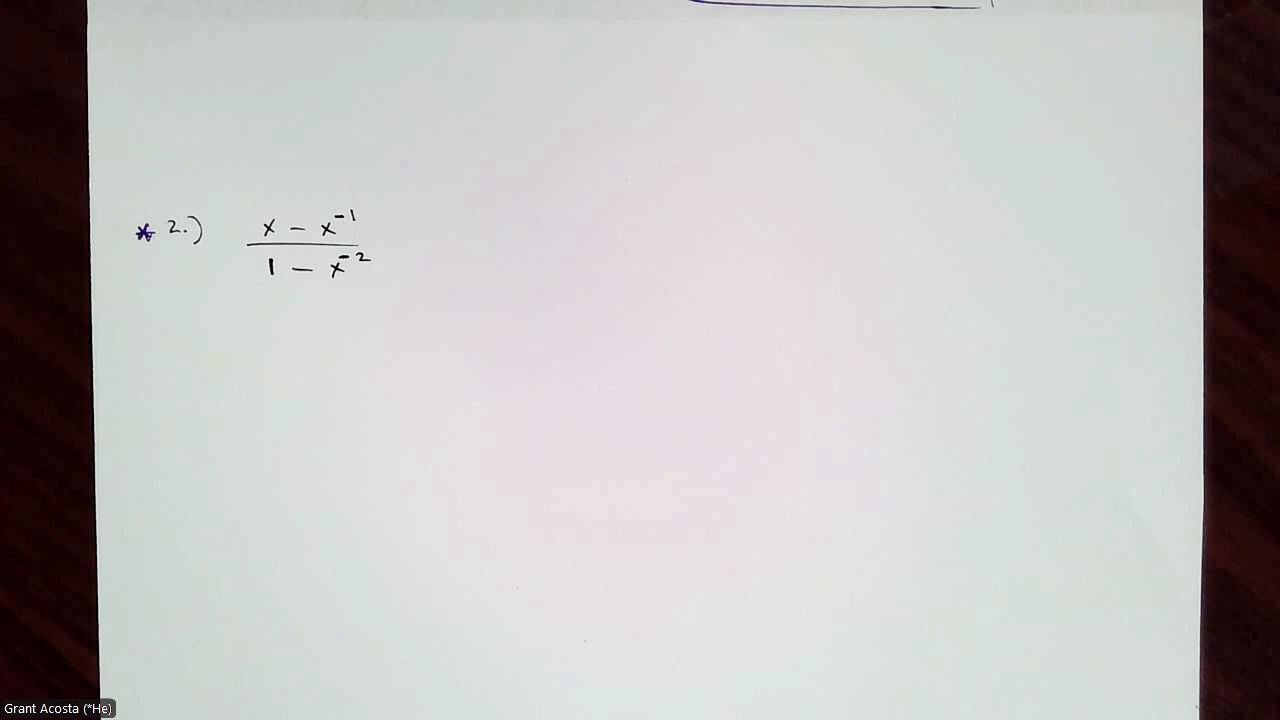 * 2.) x - x⁻¹
1 - x⁻²
Grant Acosta (*He)